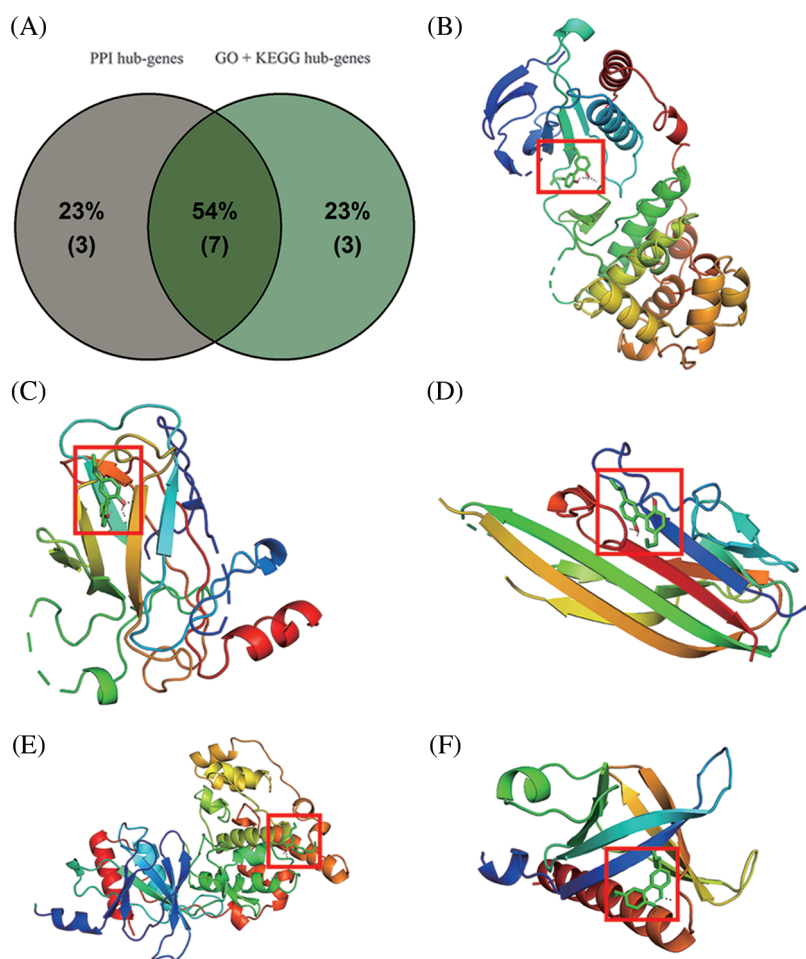 (A)
PPI hub-genes
GO + KEGG hub-genes
23%
(3)
54%
(7)
23%
(3)
(B)
(C)
(D)
(E)
(F)